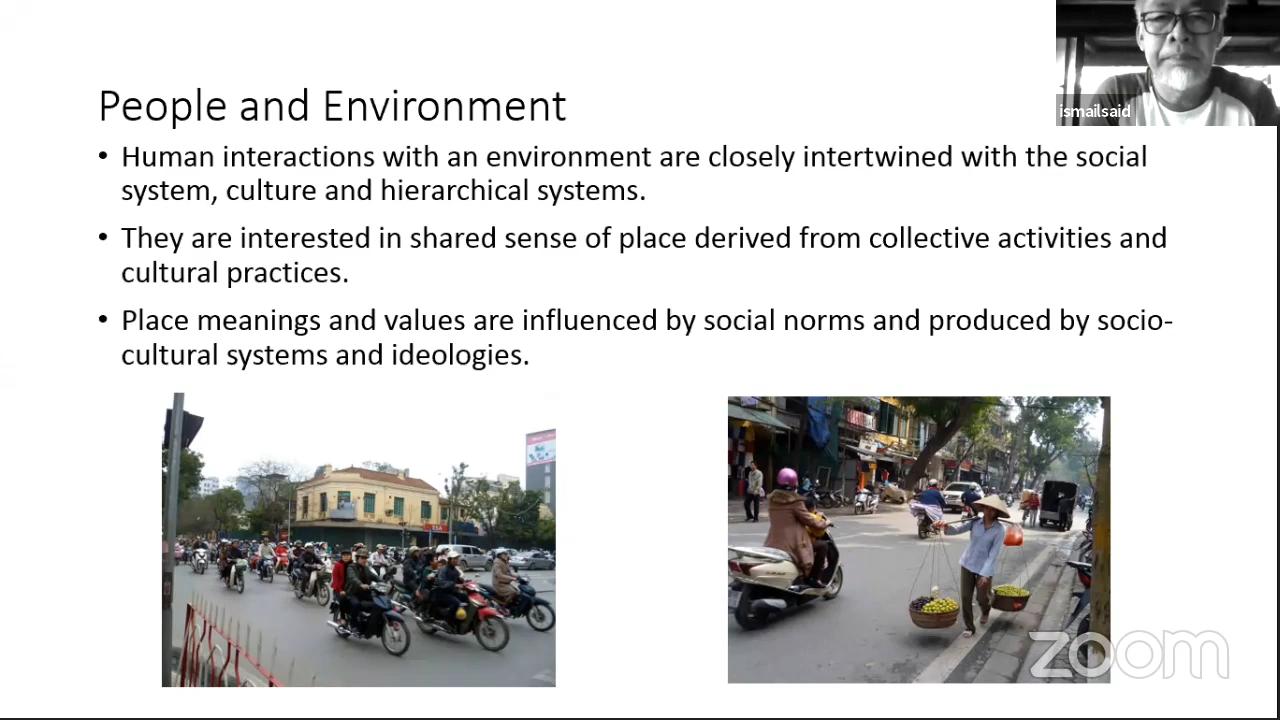 ismailsaid
People and Environment
• Human interactions with an environment are closely intertwined with the social
system, culture and hierarchical systems.
• They are interested in shared sense of place derived from collective activities and
cultural practices.
• Place meanings and values are influenced by social norms and produced by socio-
cultural systems and ideologies.
zoom